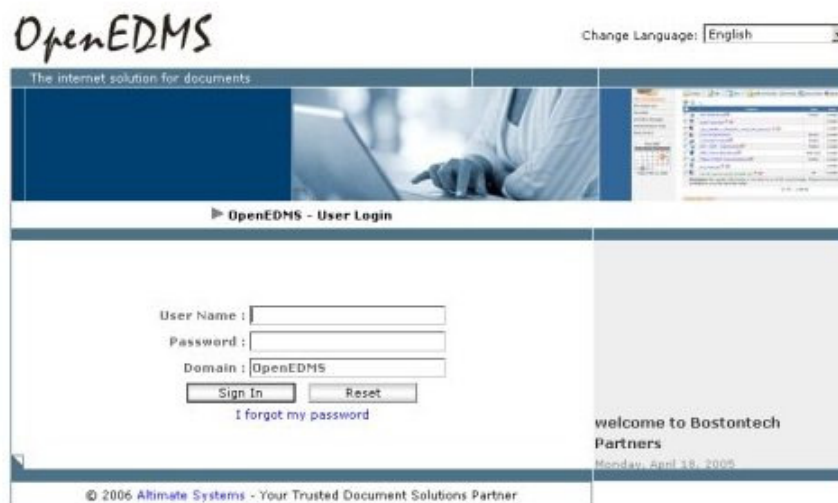 OpenEDMS
Change Language: English
The internet solution for documents
OpenEDMS - User Login
User Name :
Password :
Domain : OpenEDMS
Sign In Reset
I forgot my password
welcome to Bostontech
Partners
Monday, April 18, 2005
© 2006 Altimate Systems - Your Trusted Document Solutions Partner